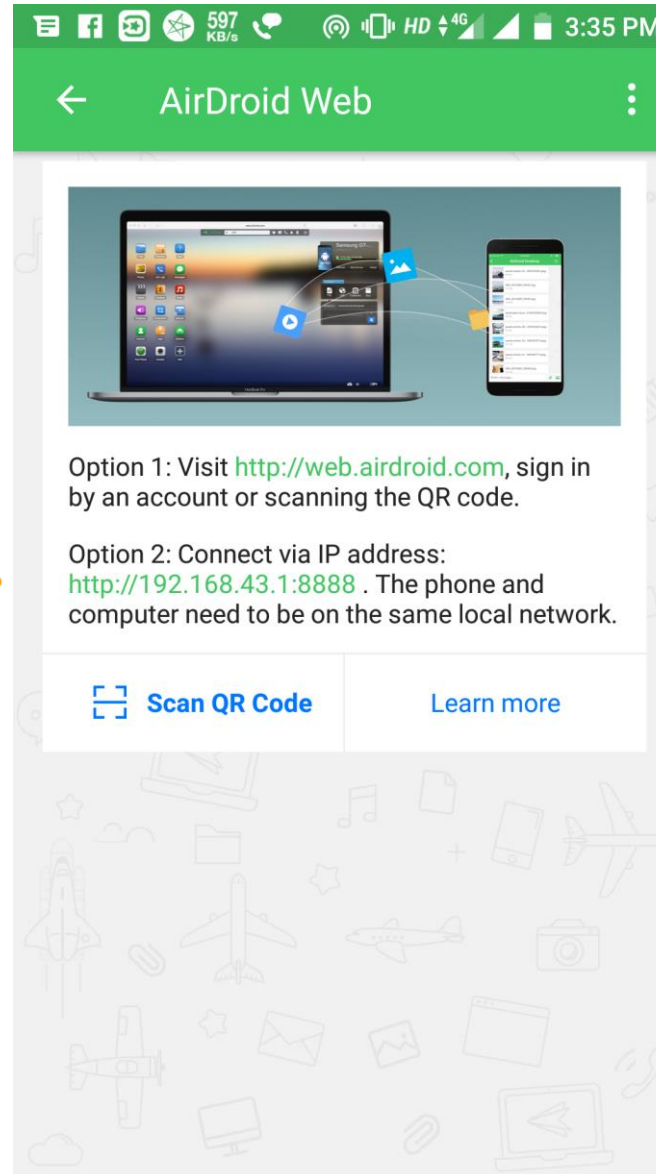 597
KB/s
HD
4G
3:35 PM
AirDroid Web
Option 1: Visit http://web.airdroid.com, sign in
by an account or scanning the QR code.
Option 2: Connect via IP address:
http://192.168.43.1:8888 . The phone and
computer need to be on the same local network.
Scan QR Code
Learn more